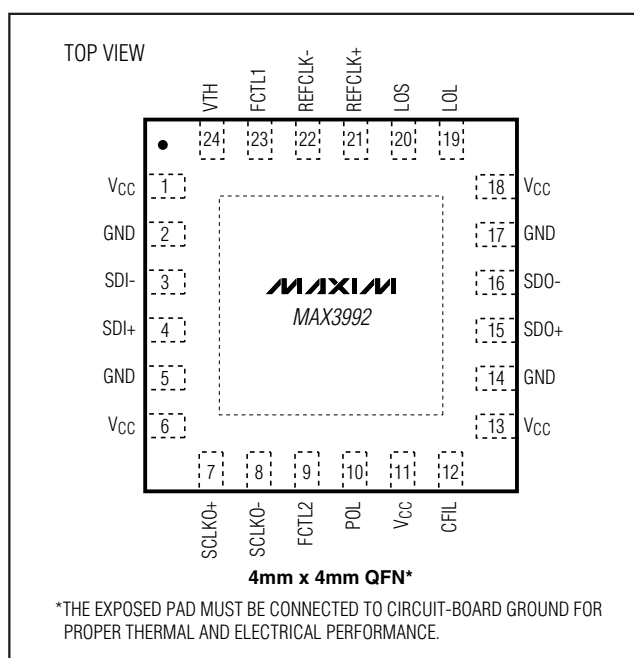 TOP VIEW
VTH
FCTL1
REFCLK-
REFCLK+
LOS
LOL
24 23 22 21 20 19
VCC 1 18 VCC
GND 2 17 GND
SDI- 3 16 SDO-
MAXIM
MAX3992
SDI+ 4 15 SDO+
GND 5 14 GND
VCC 6 13 VCC
7 8 9 10 11 12
SCLKO+
SCLKO-
FCTL2
POL
VCC
CFIL
4mm x 4mm QFN*
*THE EXPOSED PAD MUST BE CONNECTED TO CIRCUIT-BOARD GROUND FOR
PROPER THERMAL AND ELECTRICAL PERFORMANCE.